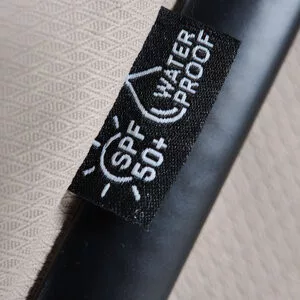 WATER
PROOF
SPF
50+